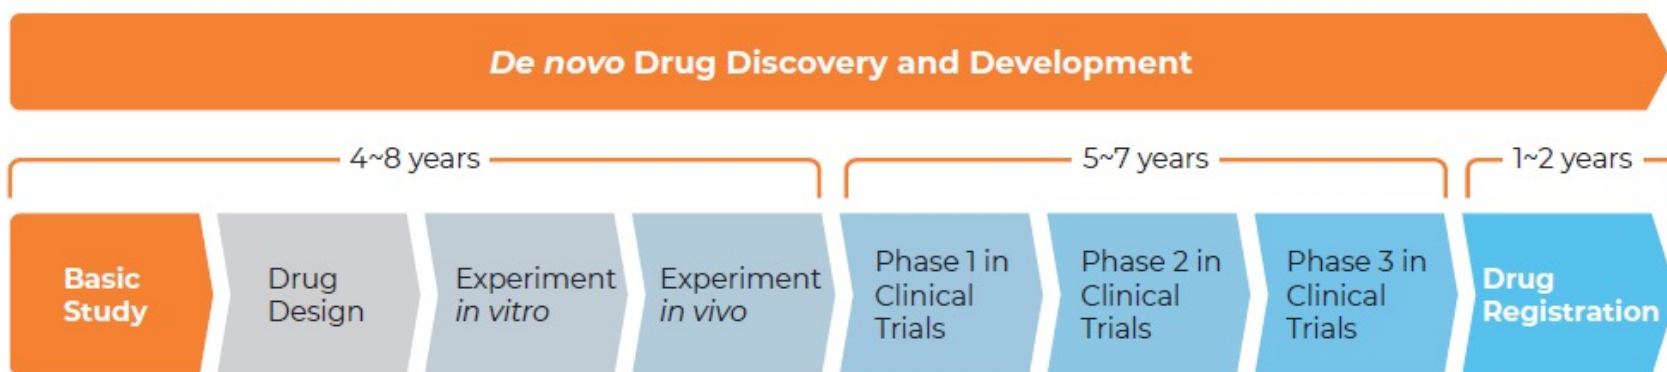 De novo Drug Discovery and Development
4~8 years
5~7 years
1~2 years
Basic
Study
Drug
Design
Experiment
in vitro
Experiment
in vivo
Phase 1 in
Clinical
Trials
Phase 2 in
Clinical
Trials
Phase 3 in
Clinical
Trials
Drug
Registration